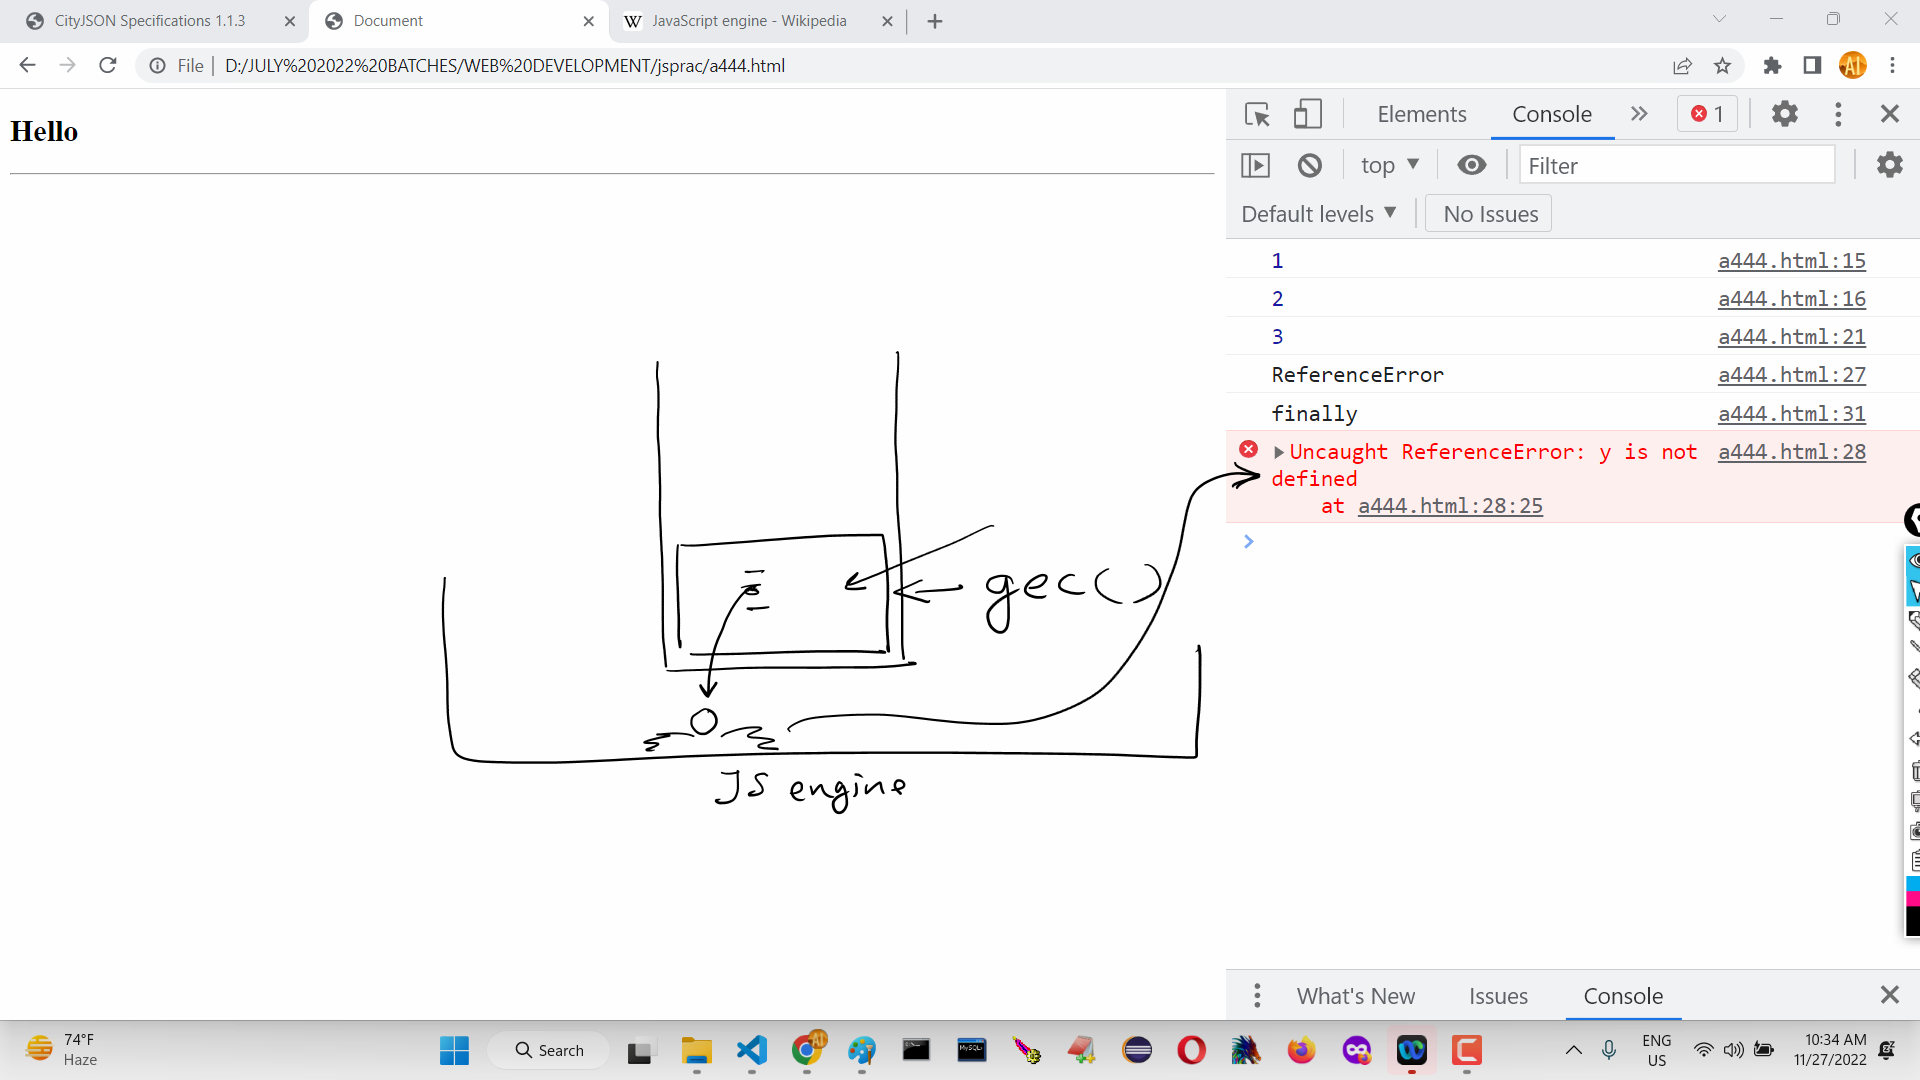 CityJSON Specifications 1.1.3
Document
JavaScript engine - Wikipedia
File
D:/JULY%202022%20BATCHES/WEB%20DEVELOPMENT/jsprac/a444.html
AI
Hello
Elements
Console
1
top
Filter
Default levels
No Issues
1 a444.html:15
2 a444.html:16
3 a444.html:21
ReferenceError a444.html:27
finally a444.html:31
Uncaught ReferenceError: y is not a444.html:28
defined
at a444.html:28:25
gec()
JS engine
What's New
Issues
Console
74°F
Haze
Search
AI
MySQL
ENG
US
10:34 AM
11/27/2022